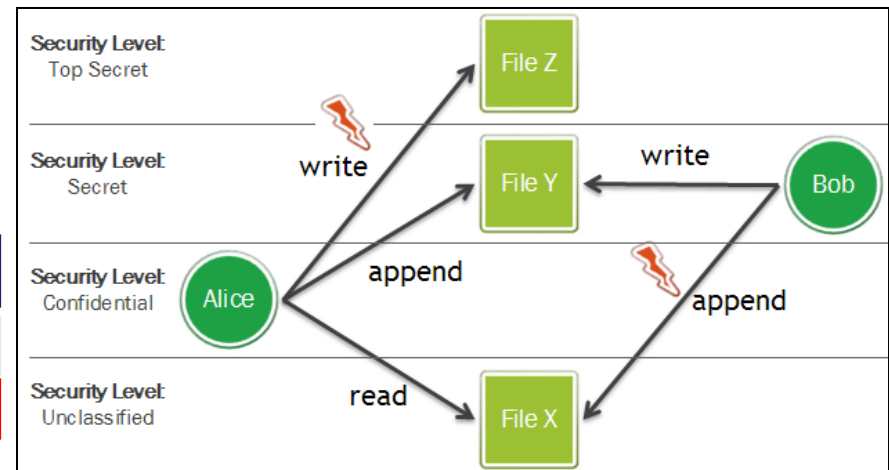 Security Level:
Top Secret
File Z
Security Level:
Secret
write
File Y
write
Bob
Security Level:
Confidential
Alice
append
append
Security Level:
Unclassified
read
File X